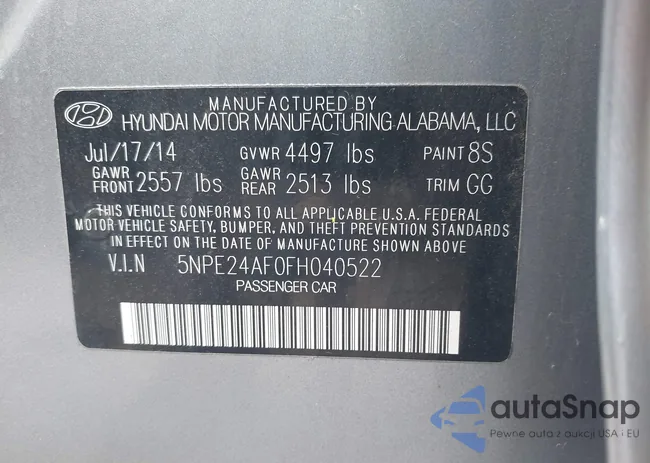 MANUFACTURED BY
HYUNDAI MOTOR MANUFACTURING ALABAMA, LLC
Jul/17/14 GVWR 4497 lbs PAINT 8S
GAWR FRONT 2557 lbs GAWR REAR 2513 lbs TRIM GG
THIS VEHICLE CONFORMS TO ALL APPLICABLE U.S.A. FEDERAL
MOTOR VEHICLE SAFETY, BUMPER, AND THEFT PREVENTION STANDARDS
IN EFFECT ON THE DATE OF MANUFACTURE SHOWN ABOVE
V.I.N 5NPE24AF0FH040522
PASSENGER CAR
autaSnap
Pewne auta z aukcji USA i EU